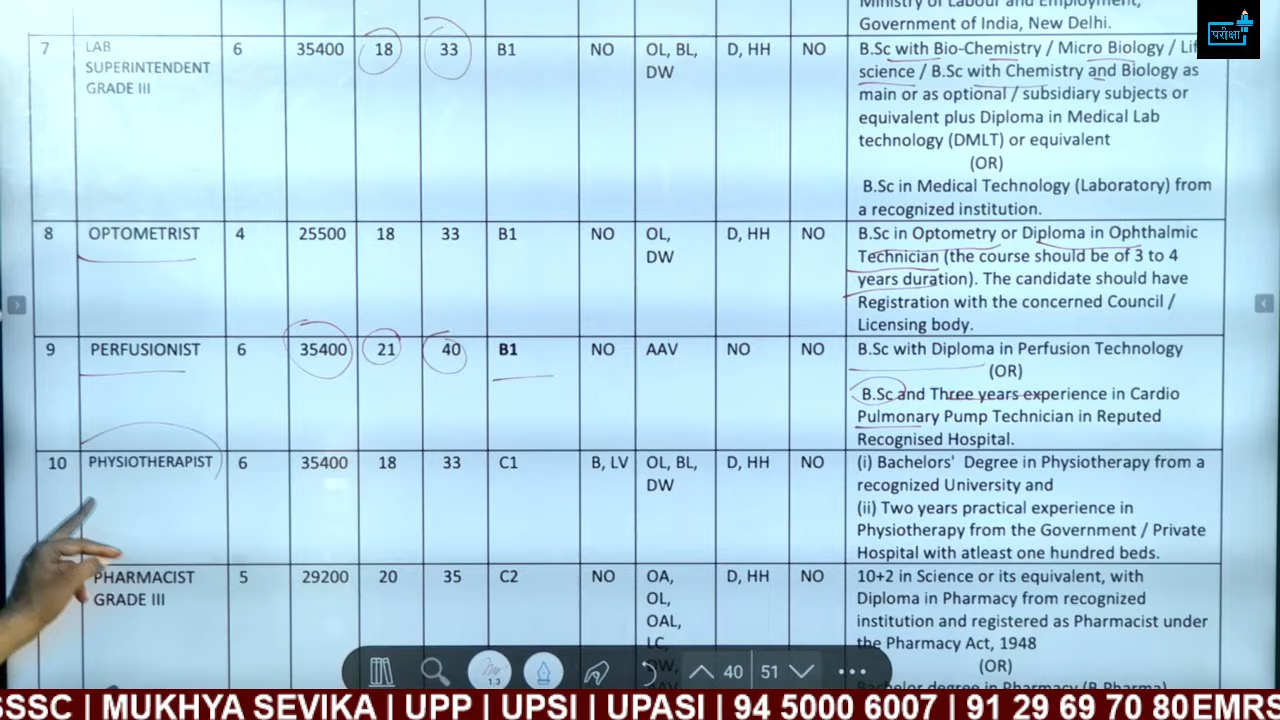 Ministry of Labour and Employment,
Government of India, New Delhi.
परीक्षा
7 LAB SUPERINTENDENT GRADE III 6 35400 18 33 B1 NO OL, BL, DW D, HH NO B.Sc with Bio-Chemistry / Micro Biology /
science / B.Sc with Chemistry and Biology as
main or as optional / subsidiary subjects or
equivalent plus Diploma in Medical Lab
technology (DMLT) or equivalent
(OR)
B.Sc in Medical Technology (Laboratory) from
a recognized institution.
8 OPTOMETRIST 4 25500 18 33 B1 NO OL, DW D, HH NO B.Sc in Optometry or Diploma in Ophthalmic
Technician (the course should be of 3 to 4
years duration). The candidate should have
Registration with the concerned Council /
Licensing body.
9 PERFUSIONIST 6 35400 21 40 B1 NO AAV NO NO B.Sc with Diploma in Perfusion Technology
(OR)
B.Sc and Three years experience in Cardio
Pulmonary Pump Technician in Reputed
Recognised Hospital.
10 PHYSIOTHERAPIST 6 35400 18 33 C1 B, LV OL, BL, DW D, HH NO (i) Bachelors' Degree in Physiotherapy from a
recognized University and
(ii) Two years practical experience in
Physiotherapy from the Government / Private
Hospital with atleast one hundred beds.
PHARMACIST GRADE III 5 29200 20 35 C2 NO OA, OL, OAL, LC, D, HH NO 10+2 in Science or its equivalent, with
Diploma in Pharmacy from recognized
institution and registered as Pharmacist under
the Pharmacy Act, 1948
(OR)
Bachelor degree in Pharmacy (B.Pharma)
1.3 40 51
SSSC | MUKHYA SEVIKA | UPP | UPSI | UPASI | 94 5000 6007 | 91 29 69 70 80 EMRS